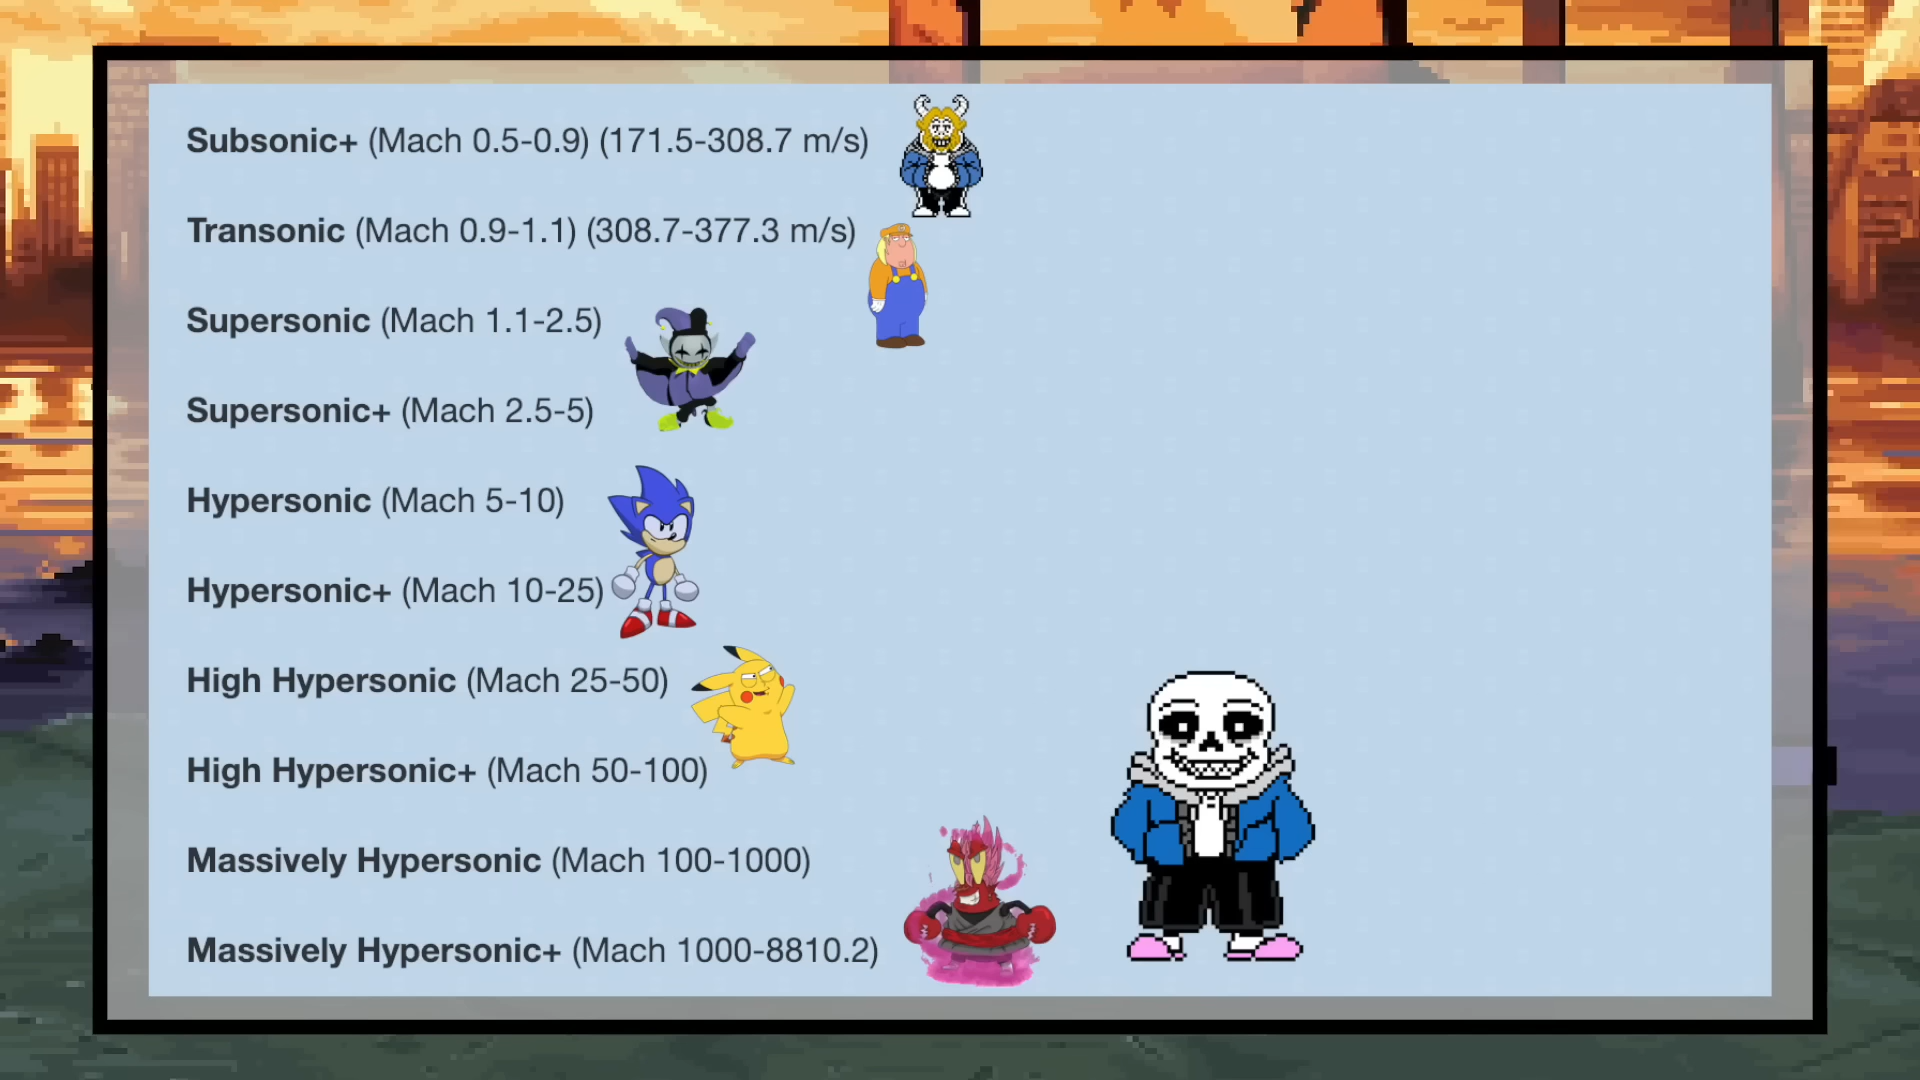 Subsonic+ (Mach 0.5-0.9) (171.5-308.7 m/s)
Transonic (Mach 0.9-1.1) (308.7-377.3 m/s)
Supersonic (Mach 1.1-2.5)
Supersonic+ (Mach 2.5-5)
Hypersonic (Mach 5-10)
Hypersonic+ (Mach 10-25)
High Hypersonic (Mach 25-50)
High Hypersonic+ (Mach 50-100)
Massively Hypersonic (Mach 100-1000)
Massively Hypersonic+ (Mach 1000-8810.2)